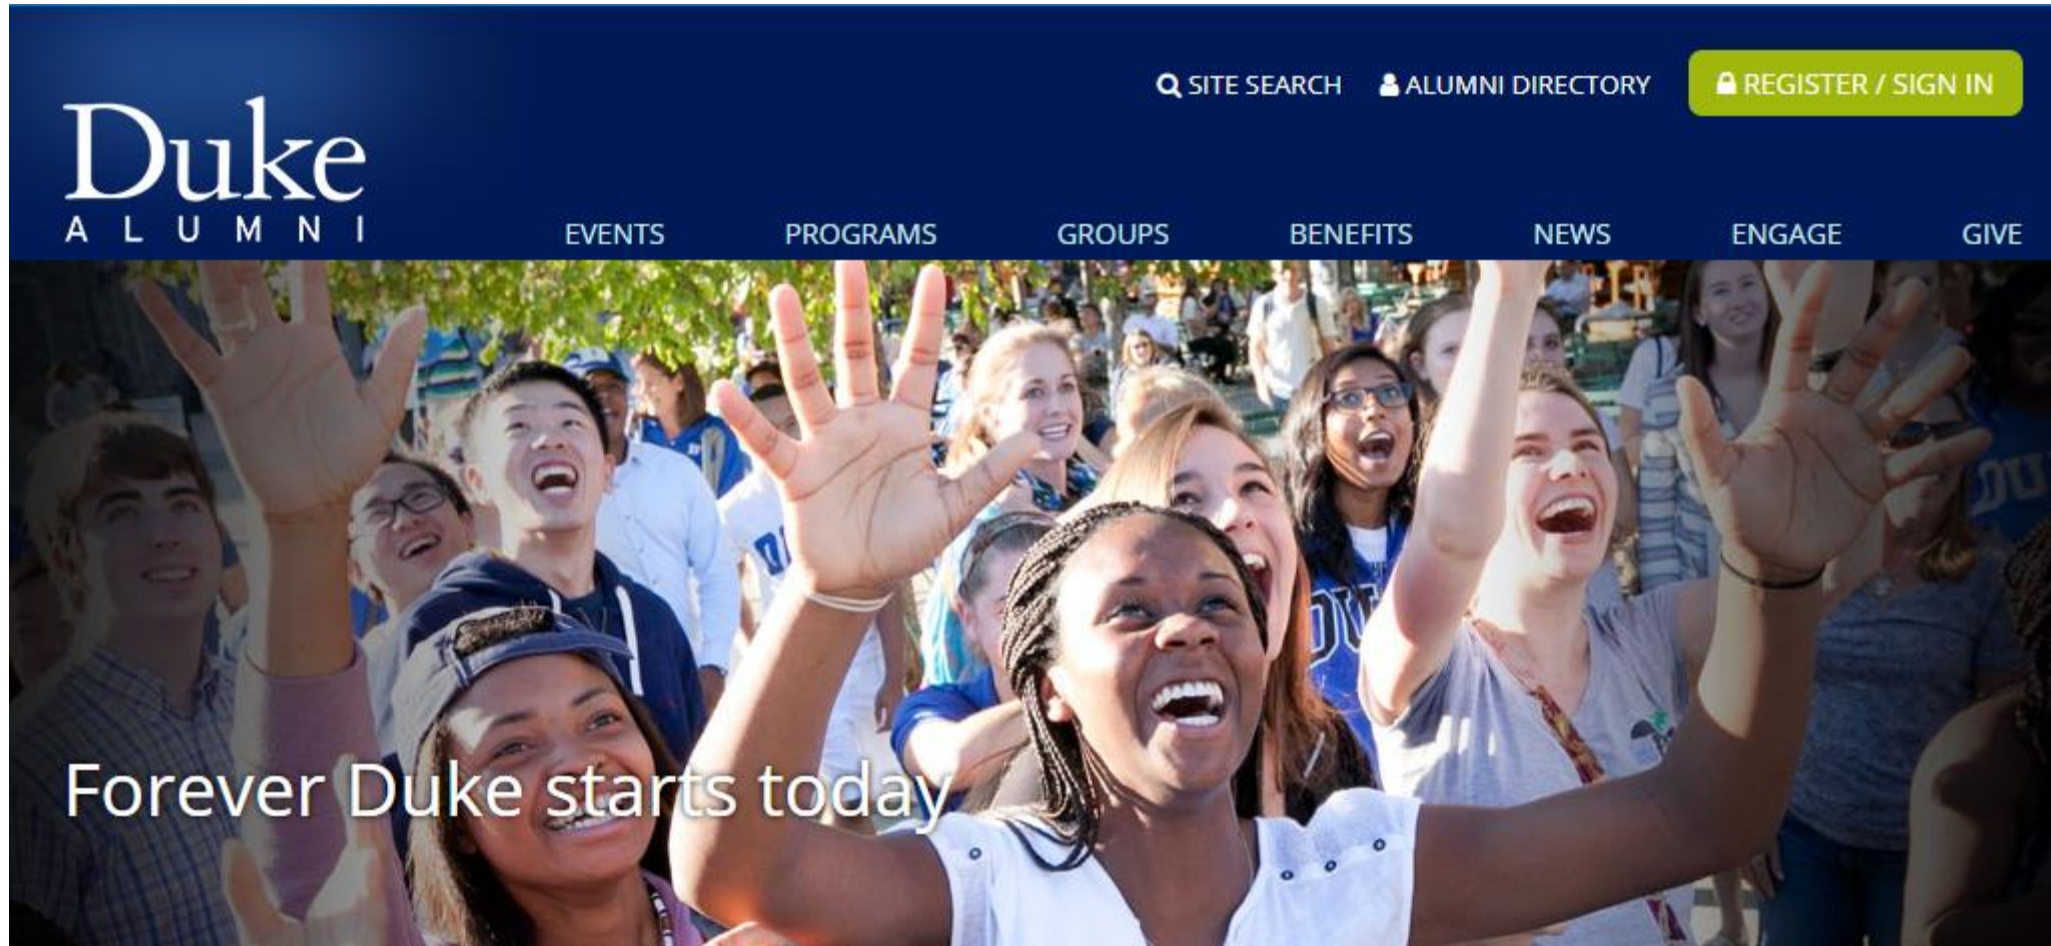 SITE SEARCH
ALUMNI DIRECTORY
REGISTER / SIGN IN
Duke
ALUMNI
EVENTS
PROGRAMS
GROUPS
BENEFITS
NEWS
ENGAGE
GIVE
Forever Duke starts today